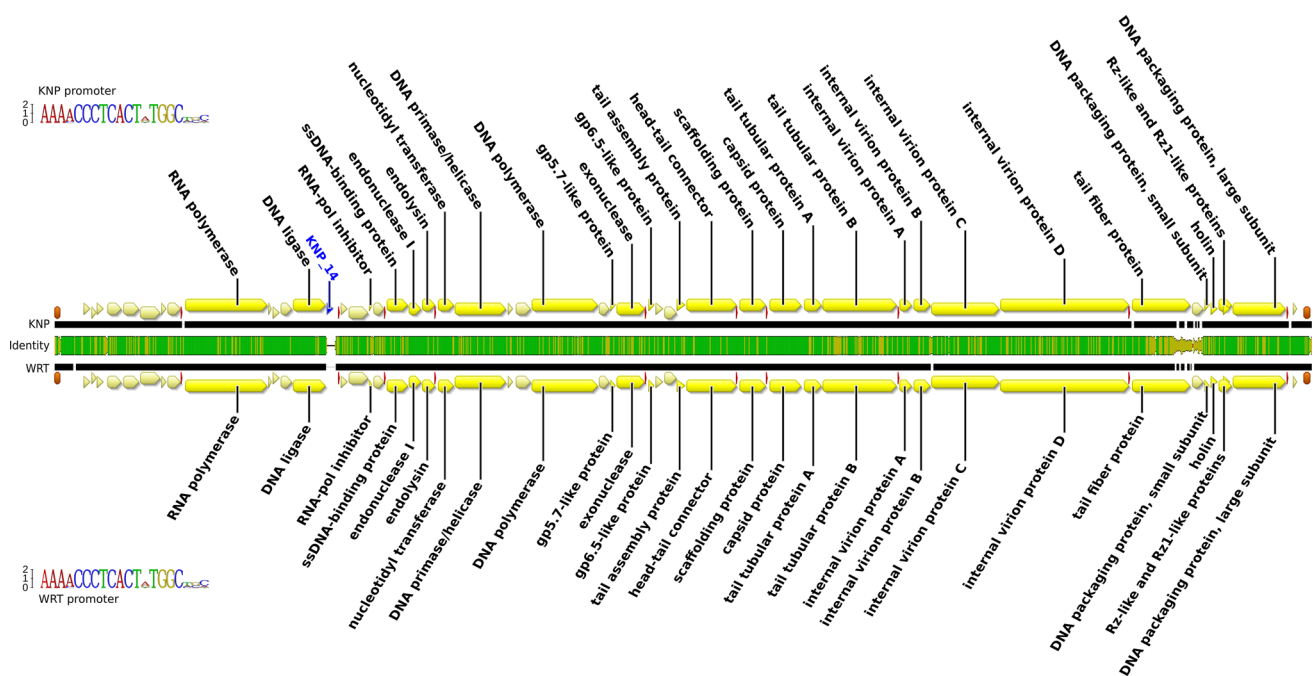 KNP promoter
2
1
0
AAAACCCTCACT TGGC
RNA polymerase
DNA ligase
KNP_14
RNA-pol inhibitor
ssDNA-binding protein
endonuclease I
endolysin
nucleotidyl transferase
DNA primase/helicase
DNA polymerase
gp5.7-like protein
exonuclease
gp6.5-like protein
tail assembly protein
head-tail connector
scaffolding protein
capsid protein
tail tubular protein A
tail tubular protein B
internal virion protein A
internal virion protein B
internal virion protein C
internal virion protein D
tail fiber protein
DNA packaging protein, small subunit
holin
Rz-like and Rz1-like proteins
DNA packaging protein, large subunit
KNP
Identity
WRT
RNA polymerase
DNA ligase
RNA-pol inhibitor
ssDNA-binding protein
endonuclease I
endolysin
nucleotidyl transferase
DNA primase/helicase
DNA polymerase
gp5.7-like protein
exonuclease
gp6.5-like protein
tail assembly protein
head-tail connector
scaffolding protein
capsid protein
tail tubular protein A
tail tubular protein B
internal virion protein A
internal virion protein B
internal virion protein C
internal virion protein D
tail fiber protein
DNA packaging protein, small subunit
holin
Rz-like and Rz1-like proteins
DNA packaging protein, large subunit
2
1
0
AAAACCCTCACT TGGC
WRT promoter